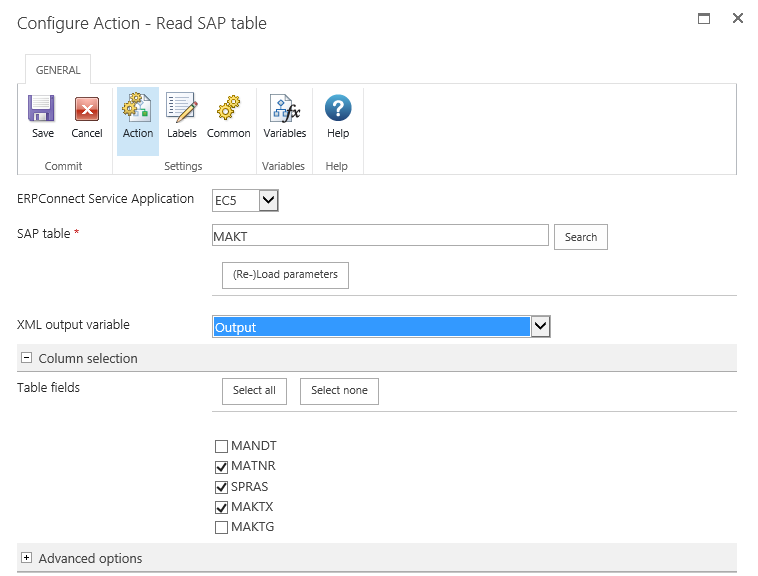 Configure Action - Read SAP table
GENERAL
Save Cancel Action Labels Common Variables Help
Commit Settings Variables Help
ERPConnect Service Application EC5
SAP table * MAKT Search
(Re-)Load parameters
XML output variable Output
Column selection
Table fields Select all Select none
MANDT
MATNR
SPRAS
MAKTX
MAKTG
Advanced options